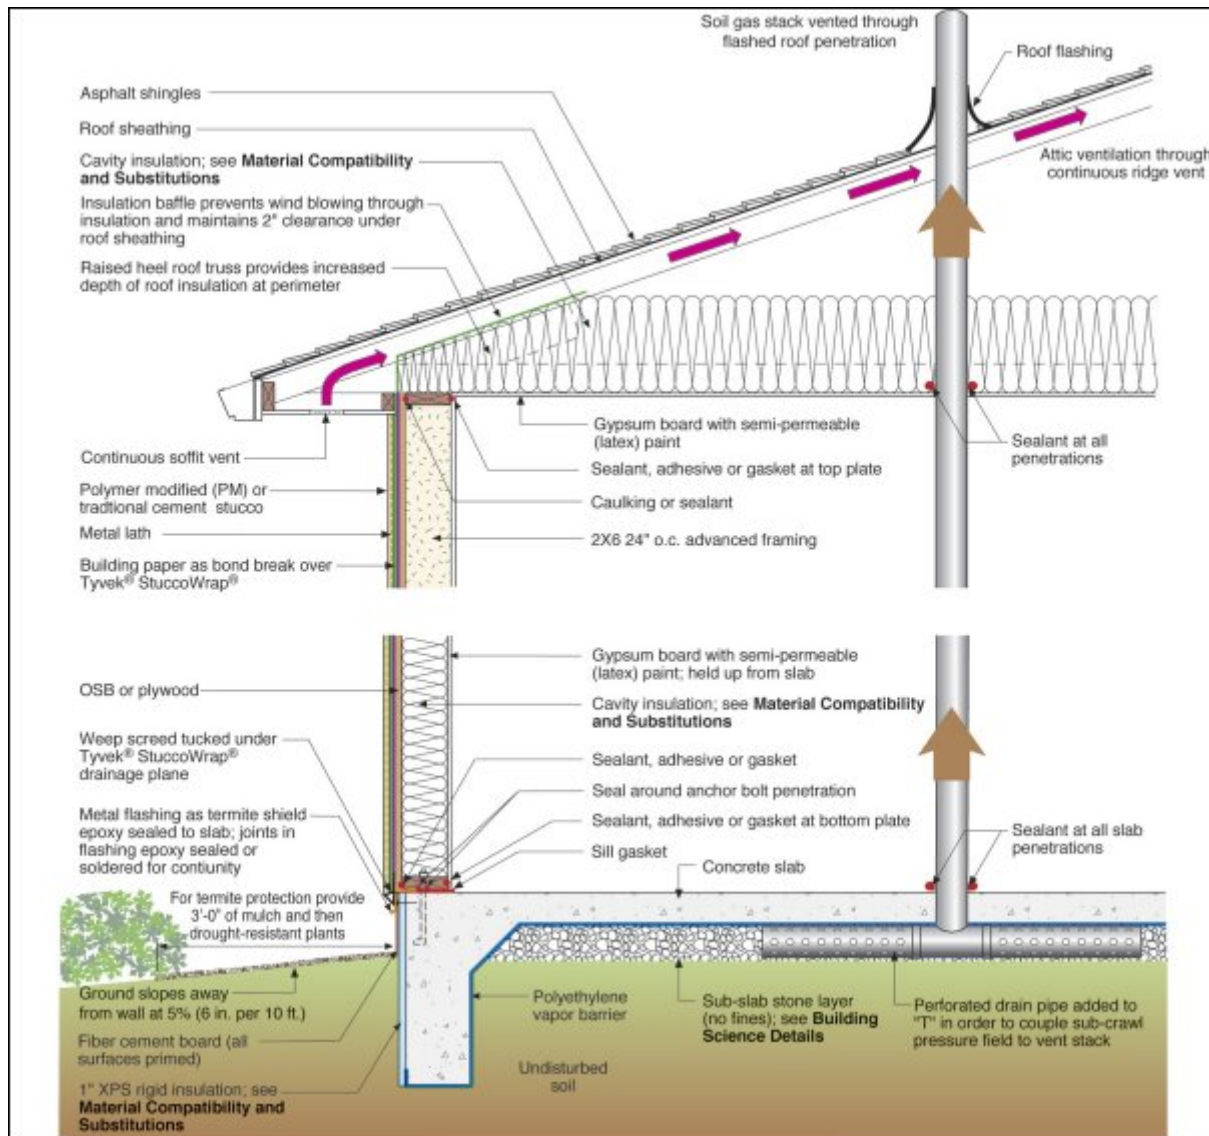 Soil gas stack vented through
flashed roof penetration
Roof flashing
Asphalt shingles
Roof sheathing
Cavity insulation; see Material Compatibility
and Substitutions
Insulation baffle prevents wind blowing through
insulation and maintains 2" clearance under
roof sheathing
Raised heel roof truss provides increased
depth of roof insulation at perimeter
Attic ventilation through
continuous ridge vent
Gypsum board with semi-permeable
(latex) paint
Sealant, adhesive or gasket at top plate
Caulking or sealant
2X6 24" o.c. advanced framing
Sealant at all
penetrations
Continuous soffit vent
Polymer modified (PM) or
tradtional cement stucco
Metal lath
Building paper as bond break over
Tyvek® StuccoWrap®
OSB or plywood
Weep screed tucked under
Tyvek® StuccoWrap®
drainage plane
Metal flashing as termite shield
epoxy sealed to slab; joints in
flashing epoxy sealed or
soldered for contiunity
Gypsum board with semi-permeable
(latex) paint; held up from slab
Cavity insulation; see Material Compatibility
and Substitutions
Sealant, adhesive or gasket
Seal around anchor bolt penetration
Sealant, adhesive or gasket at bottom plate
Sill gasket
Concrete slab
Sealant at all slab
penetrations
For termite protection provide
3'-0" of mulch and then
drought-resistant plants
Ground slopes away
from wall at 5% (6 in. per 10 ft.)
Fiber cement board (all
surfaces primed)
1" XPS rigid insulation; see
Material Compatibility and
Substitutions
Polyethylene
vapor barrier
Undisturbed
soil
Sub-slab stone layer
(no fines); see Building
Science Details
Perforated drain pipe added to
"T" in order to couple sub-crawl
pressure field to vent stack